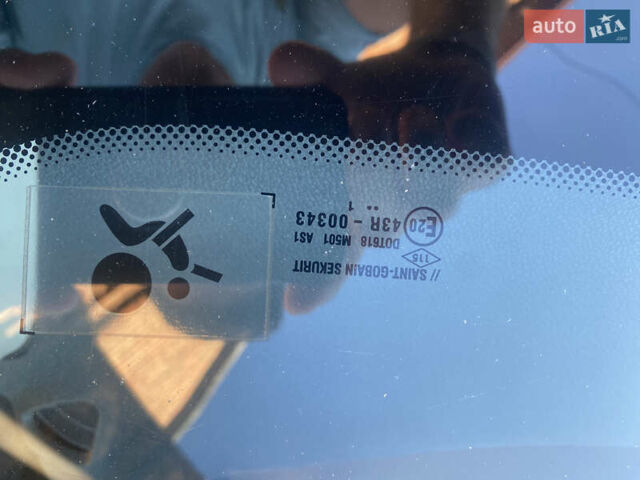 auto RIA
.com
// SAINT-GOBAIN SEKURIT
115
DOT618 M501 AS1
E20 43R - 00343
.. 1